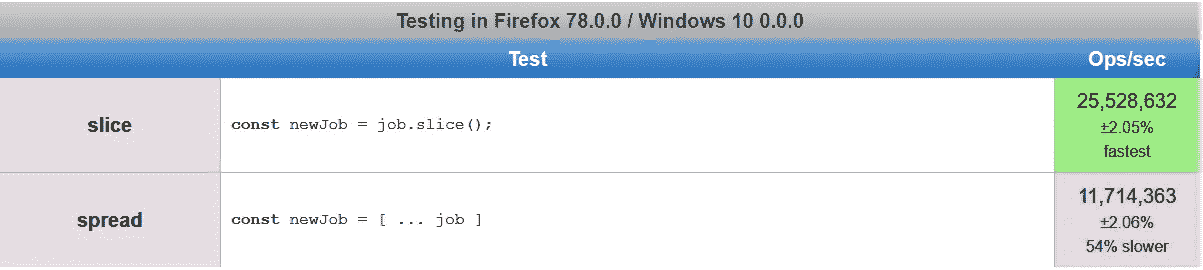 Testing in Firefox 78.0.0 / Windows 10 0.0.0
Test Ops/sec
slice const newJob = job.slice(); 25,528,632
±2.05%
fastest
spread const newJob = [ ... job ] 11,714,363
±2.06%
54% slower